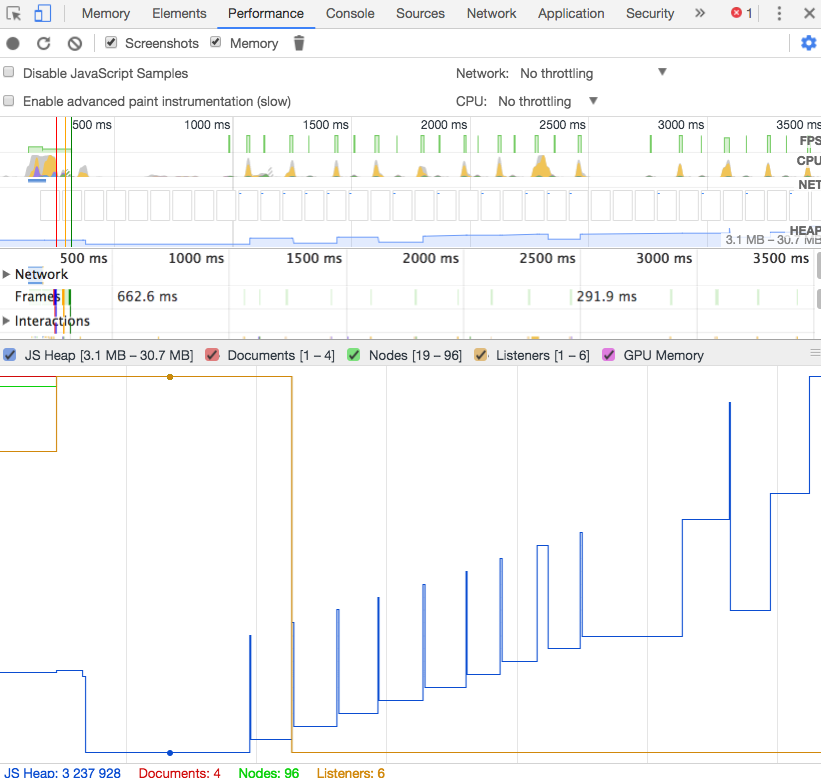 Memory Elements Performance Console Sources Network Application Security » 1
Screenshots Memory
Disable JavaScript Samples Network: No throttling
Enable advanced paint instrumentation (slow) CPU: No throttling
500 ms 1000 ms 1500 ms 2000 ms 2500 ms 3000 ms 3500 ms
FPS
CPU
NET
HEAP
3.1 MB – 30.7 MB
500 ms 1000 ms 1500 ms 2000 ms 2500 ms 3000 ms 3500 ms
Network
Frames 662.6 ms 291.9 ms
Interactions
JS Heap [3.1 MB – 30.7 MB] Documents [1 – 4] Nodes [19 – 96] Listeners [1 – 6] GPU Memory
JS Heap: 3 237 928 Documents: 4 Nodes: 96 Listeners: 6